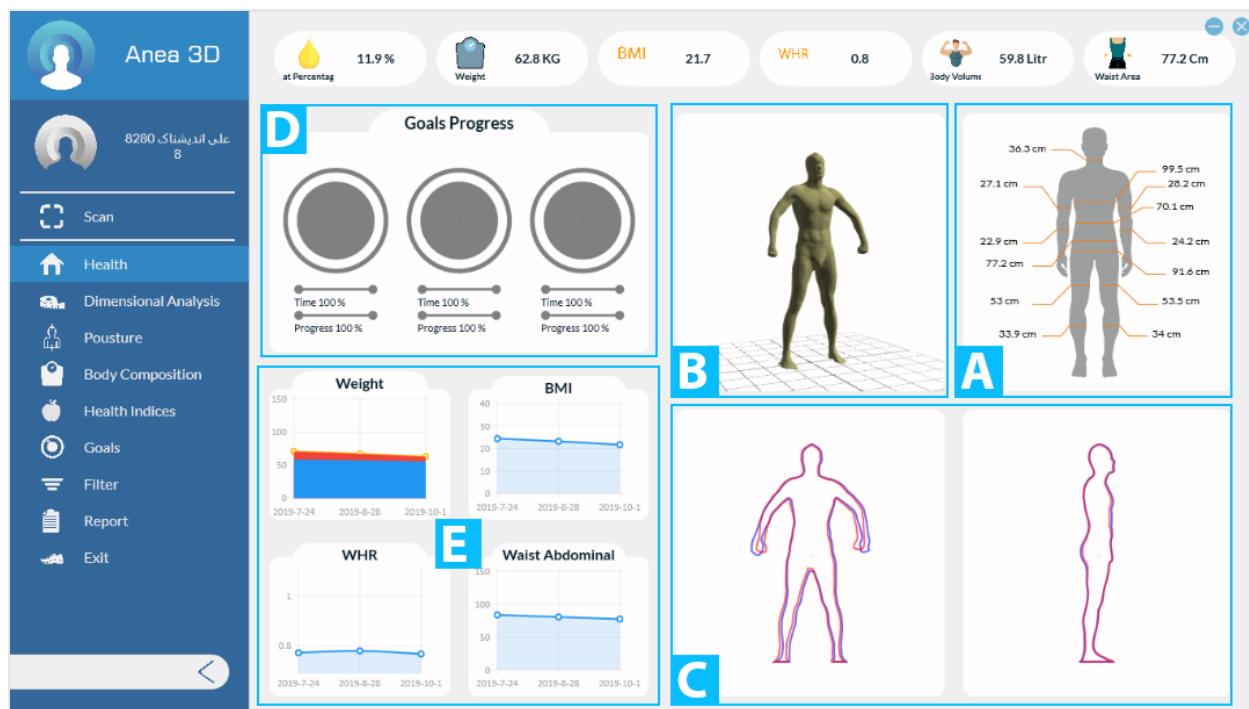 Anea 3D
علی اندیشناک 8280
8
Scan
Health
Dimensional Analysis
Pousture
Body Composition
Health Indices
Goals
Filter
Report
Exit
at Percentag
11.9 %
Weight
62.8 KG
BMI
21.7
WHR
0.8
Body Volume
59.8 Litr
Waist Area
77.2 Cm
D
Goals Progress
Time 100 %
Progress 100 %
Time 100 %
Progress 100 %
Time 100 %
Progress 100 %
B
A
36.3 cm
99.5 cm
27.1 cm
28.2 cm
70.1 cm
22.9 cm
24.2 cm
77.2 cm
91.6 cm
53 cm
53.5 cm
33.9 cm
34 cm
E
Weight
150
100
50
0
2019-7-24
2019-8-28
2019-10-1
BMI
40
30
20
10
0
2019-7-24
2019-8-28
2019-10-1
WHR
1
0.8
2019-7-24
2019-8-28
2019-10-1
Waist Abdominal
150
100
50
0
2019-7-24
2019-8-28
2019-10-1
C